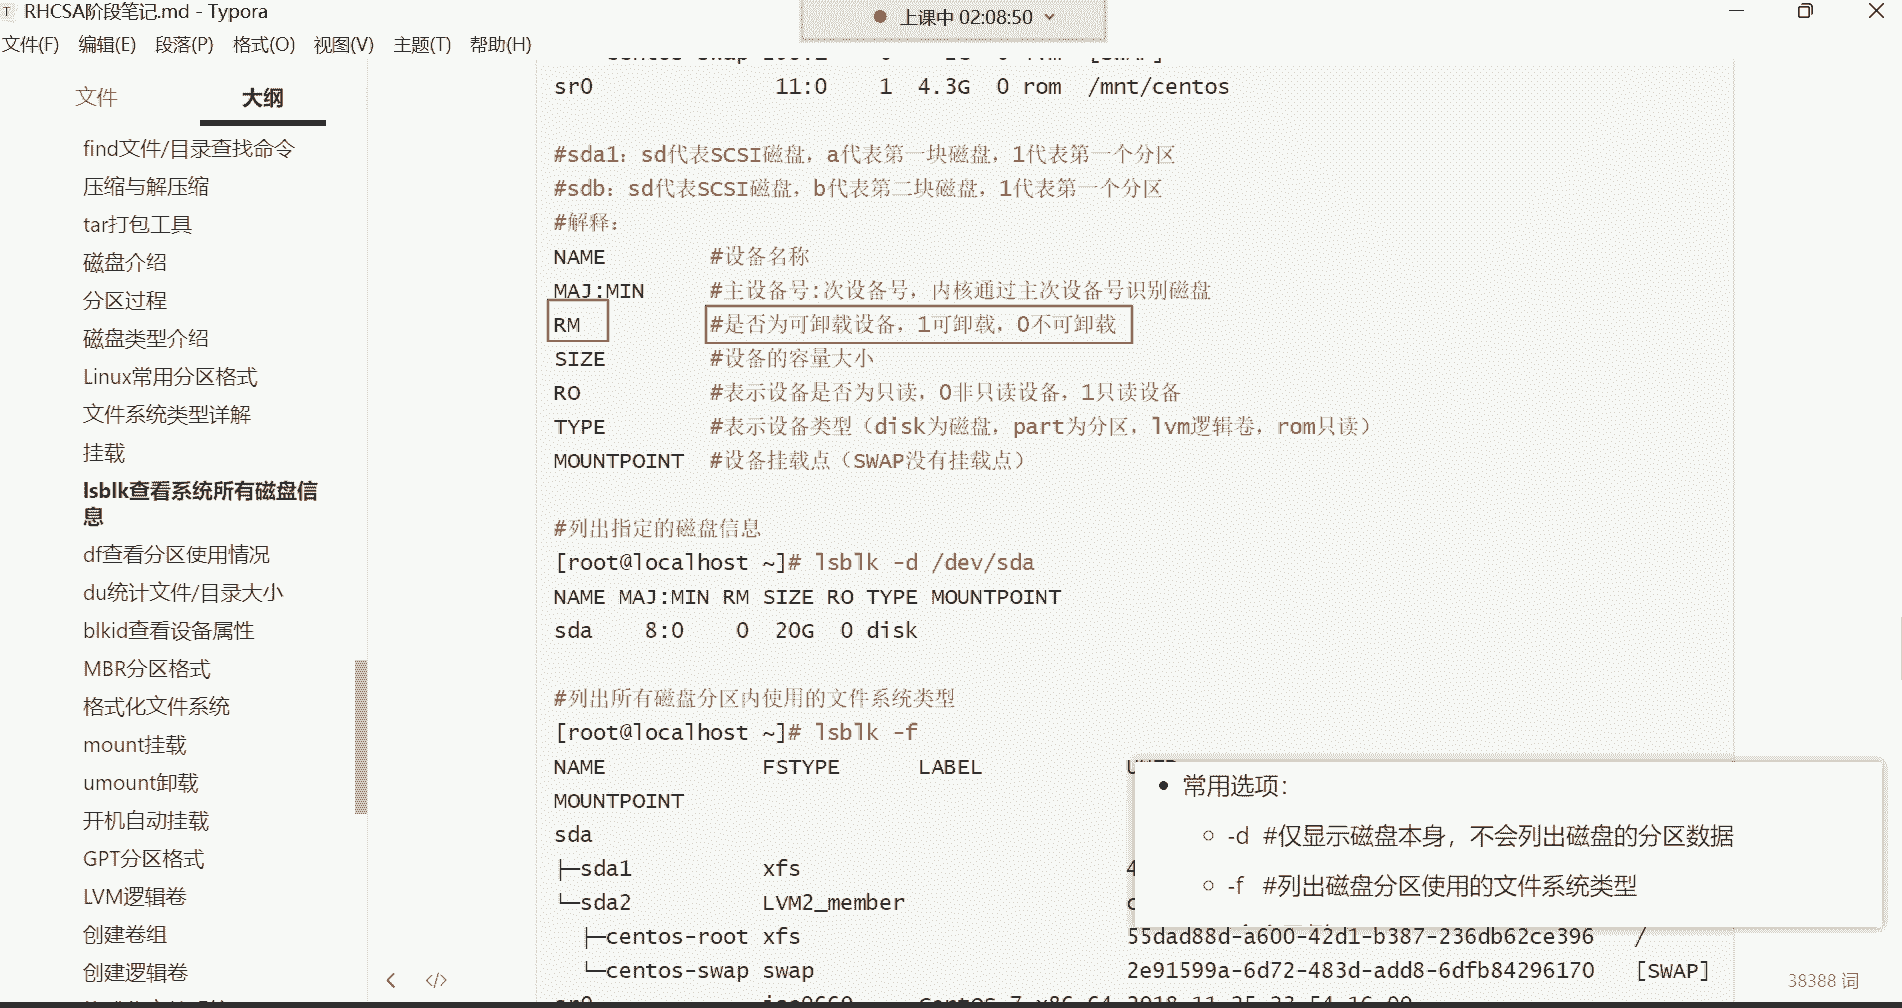 RHCSA阶段笔记.md - Typora
上课中 02:08:50
文件(F) 编辑(E) 段落(P) 格式(O) 视图(V) 主题(T) 帮助(H)
文件 大纲
find文件/目录查找命令
压缩与解压缩
tar打包工具
磁盘介绍
分区过程
磁盘类型介绍
Linux常用分区格式
文件系统类型详解
挂载
lsblk查看系统所有磁盘信
息
df查看分区使用情况
du统计文件/目录大小
blkid查看设备属性
MBR分区格式
格式化文件系统
mount挂载
umount卸载
开机自动挂载
GPT分区格式
LVM逻辑卷
创建卷组
创建逻辑卷
sr0 11:0 1 4.3G 0 rom /mnt/centos
#sda1：sd代表SCSI磁盘，a代表第一块磁盘，1代表第一个分区
#sdb：sd代表SCSI磁盘，b代表第二块磁盘，1代表第一个分区
#解释：
NAME #设备名称
MAJ:MIN #主设备号:次设备号，内核通过主次设备号识别磁盘
RM #是否为可卸载设备，1可卸载，0不可卸载
SIZE #设备的容量大小
RO #表示设备是否为只读，0非只读设备，1只读设备
TYPE #表示设备类型（disk为磁盘，part为分区，lvm逻辑卷，rom只读）
MOUNTPOINT #设备挂载点（SWAP没有挂载点）
#列出指定的磁盘信息
[root@localhost ~]# lsblk -d /dev/sda
NAME MAJ:MIN RM SIZE RO TYPE MOUNTPOINT
sda 8:0 0 20G 0 disk
#列出所有磁盘分区内使用的文件系统类型
[root@localhost ~]# lsblk -f
NAME FSTYPE LABEL
MOUNTPOINT
sda
├─sda1 xfs 4
└─sda2 LVM2_member
├─centos-root xfs 55dad88d-a600-42d1-b387-236db62ce396 /
└─centos-swap swap 2e91599a-6d72-483d-add8-6dfb84296170 [SWAP]
常用选项：
-d #仅显示磁盘本身，不会列出磁盘的分区数据
-f #列出磁盘分区使用的文件系统类型
38388 词